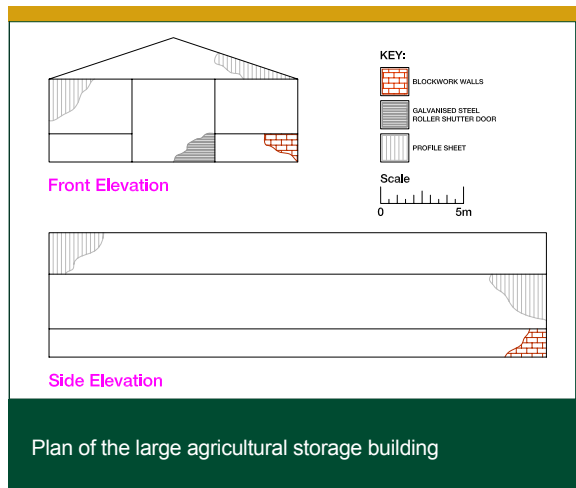 KEY:
BLOCKWORK WALLS
GALVANISED STEEL
ROLLER SHUTTER DOOR
PROFILE SHEET
Scale
0 5m
Front Elevation
Side Elevation
Plan of the large agricultural storage building